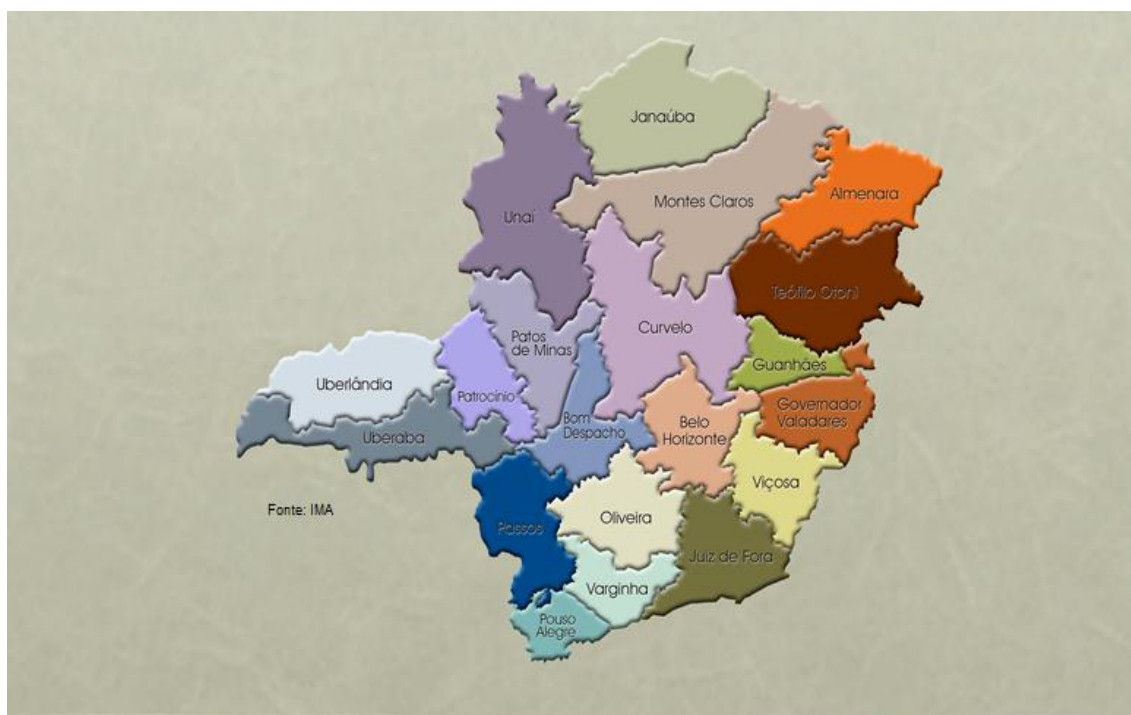 Janaúba
Unaí
Montes Claros
Almenara
Teófilo Otoni
Patos
de Minas
Curvelo
Guanhães
Uberlândia
Patrocínio
Governador
Valadares
Uberaba
Bom
Despacho
Belo
Horizonte
Viçosa
Fonte: IMA
Passos
Oliveira
Juiz de Fora
Varginha
Pouso
Alegre